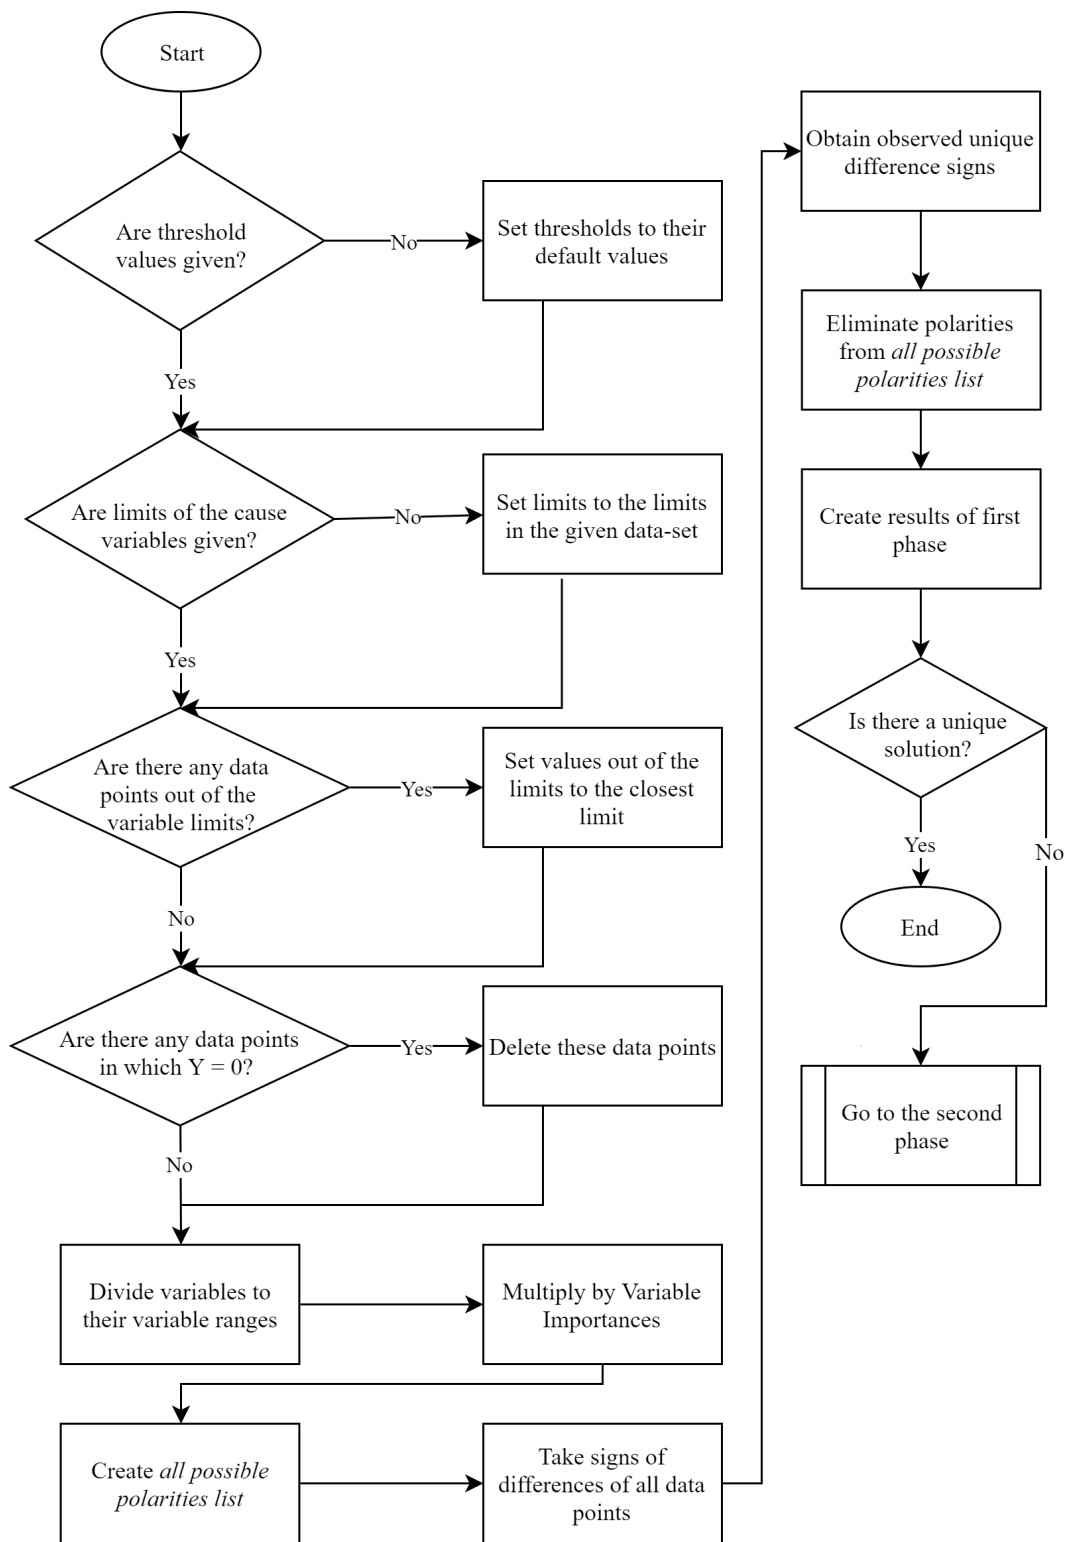 Start
Are threshold
values given?
No
Set thresholds to their
default values
Yes
Are limits of the cause
variables given?
No
Set limits to the limits
in the given data-set
Yes
Are there any data
points out of the
variable limits?
Yes
Set values out of the
limits to the closest
limit
No
Are there any data points
in which Y = 0?
Yes
Delete these data points
No
Divide variables to
their variable ranges
Multiply by Variable
Importances
Create all possible
polarities list
Take signs of
differences of all data
points
Obtain observed unique
difference signs
Eliminate polarities
from all possible
polarities list
Create results of first
phase
Is there a unique
solution?
Yes
No
End
Go to the second
phase